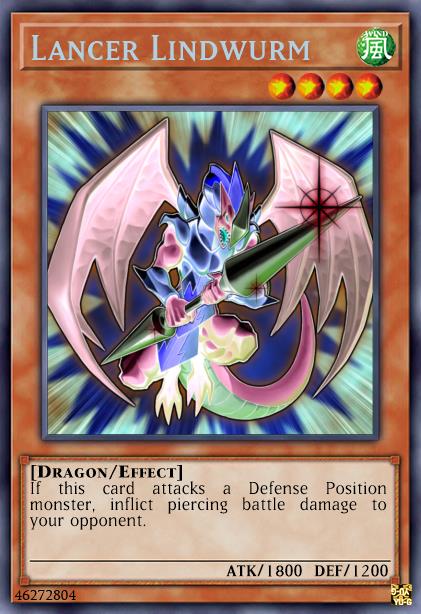 LANCER LINDWURM
WIND
風
[DRAGON/EFFECT]
If this card attacks a Defense Position
monster, inflict piercing battle damage to
your opponent.
ATK/1800 DEF/1200
46272804